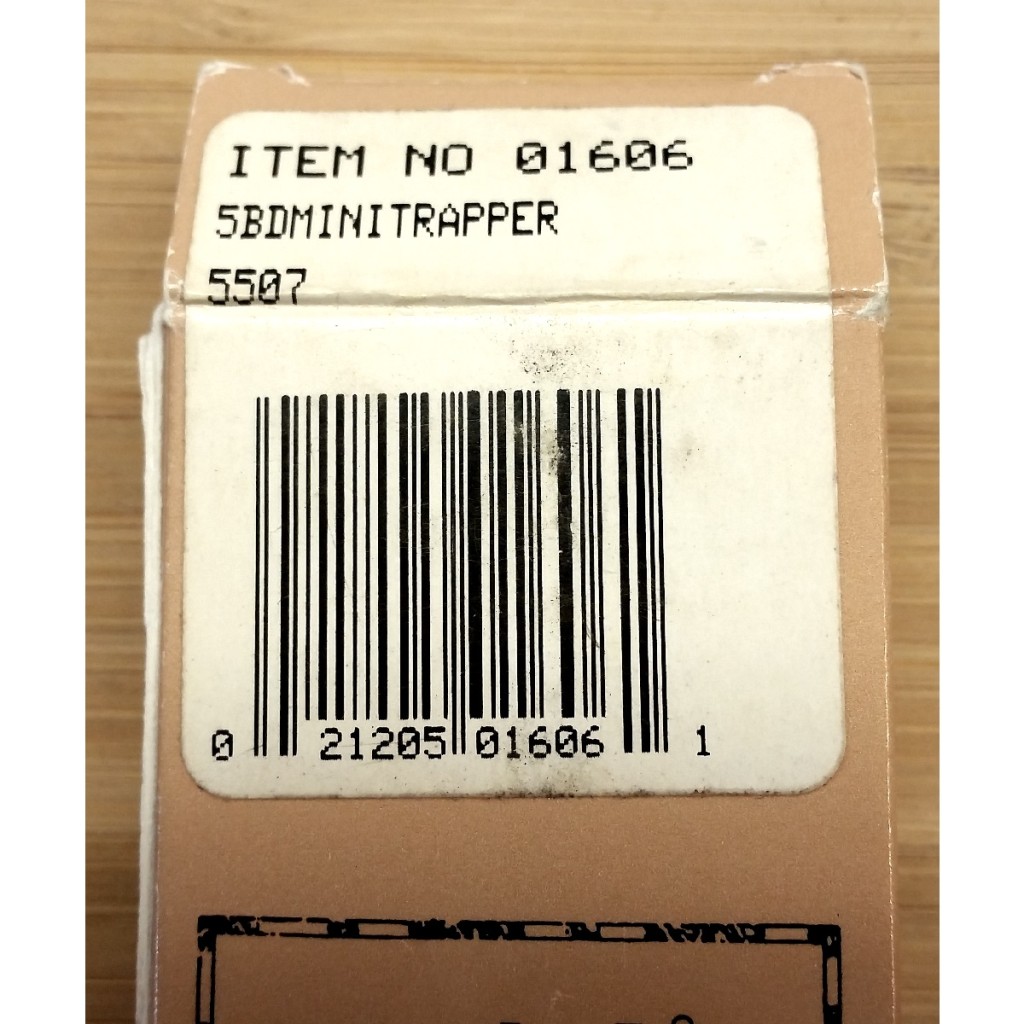 ITEM NO 01606
5BDMINITRAPPER
5507
0 21205 01606 1